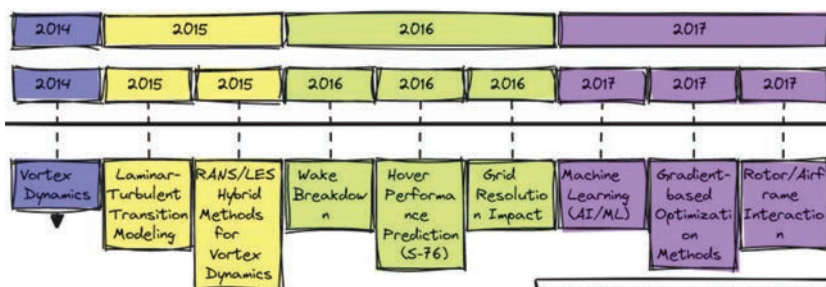 2014 2015 2016 2017
2014 2015 2015 2016 2016 2016 2017 2017 2017
Vortex
Dynamics
Laminar-
Turbulent
Transition
Modeling
RANS/LES
Hybrid
Methods
for
Vortex
Dynamics
Wake
Breakdow
n
Hover
Performa
nce
Prediction
(S-76)
Grid
Resolutio
n Impact
Machine
Learning
(AI/ML)
Gradient-
based
Optimizati
on
Methods
Rotor/Airf
rame
Interactio
n